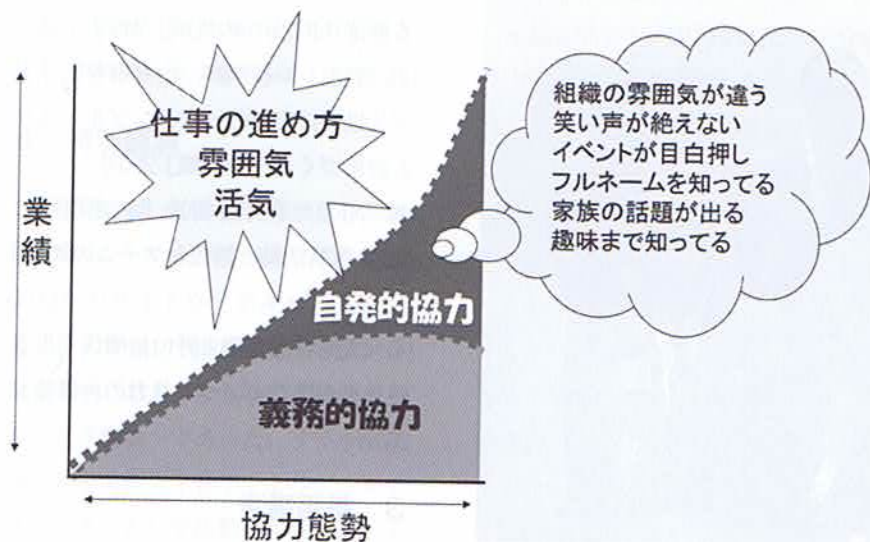 仕事の進め方
雰囲気
活気
組織の雰囲気が違う
笑い声が絶えない
イベントが目白押し
フルネームを知ってる
家族の話題が出る
趣味まで知ってる
業績
自発的協力
義務的協力
協力態勢